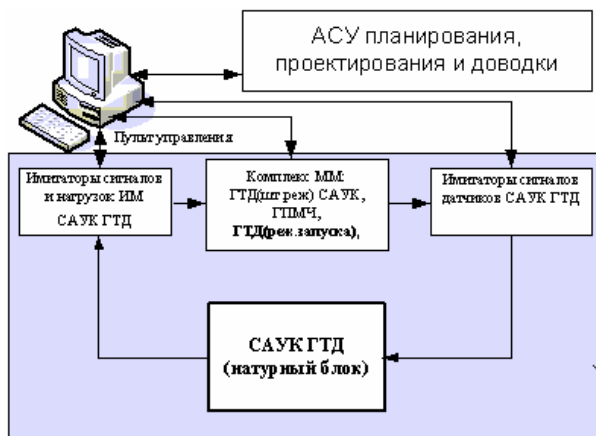 АСУ планирования,
проектирования и доводки
Пульт управления
Имитаторы сигналов
и нагрузок ИМ
САУК ГТД
Комплекс ММ:
ГТД(шт реж) САУК,
ГПМЧ,
ГТД(реж.запуска),
Имитаторы сигналов
датчиков САУК ГТД
САУК ГТД
(натурный блок)